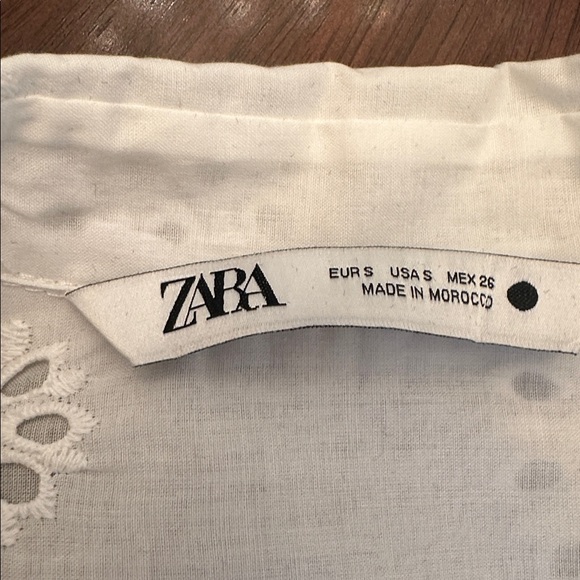 ZARA
EUR S USA S MEX 26
MADE IN MOROCCO